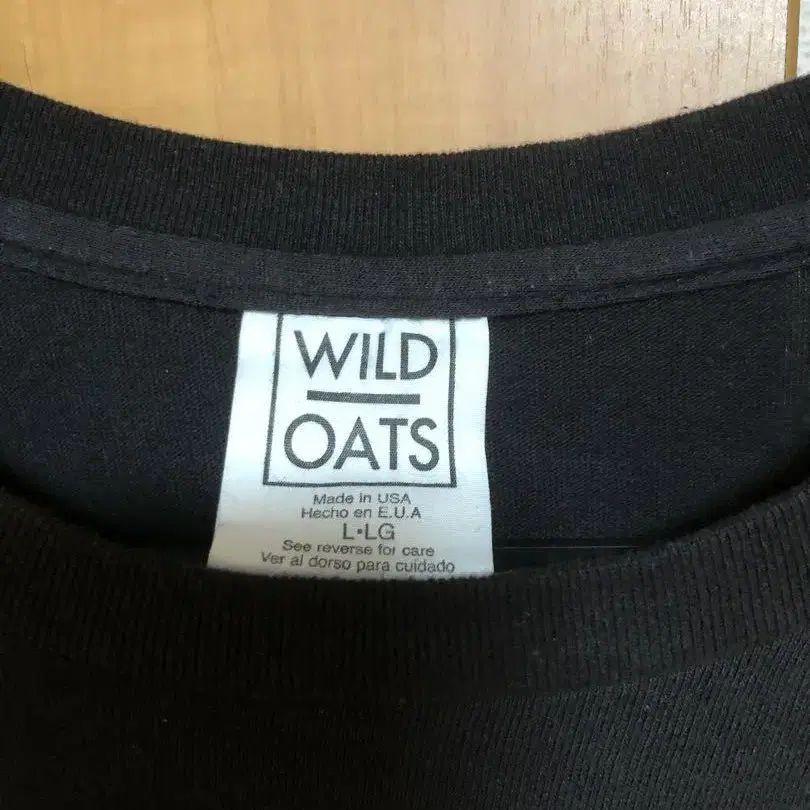 WILD
OATS
Made in USA
Hecho en E.U.A
L·LG
See reverse for care
Ver al dorso para cuidado